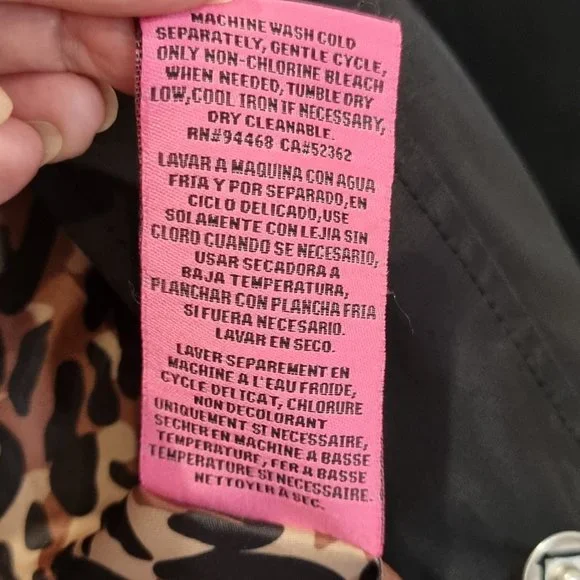 MACHINE WASH COLD
SEPARATELY, GENTLE CYCLE,
ONLY NON-CHLORINE BLEACH
WHEN NEEDED, TUMBLE DRY
LOW, COOL IRON IF NECESSARY,
DRY CLEANABLE.
RN#94468 CA#52362
LAVAR A MAQUINA CON AGUA
FRIA Y POR SEPARADO, EN
CICLO DELICADO, USE
SOLAMENTE CON LEJIA SIN
CLORO CUANDO SE NECESARIO,
USAR SECADORA A
BAJA TEMPERATURA,
PLANCHAR CON PLANCHA FRIA
SI FUERA NECESARIO.
LAVAR EN SECO.
LAVER SEPAREMENT EN
MACHINE A L'EAU FROIDE,
CYCLE DELICAT, CHLORURE
NON DECOLORANT
UNIQUEMENT SI NECESSAIRE,
SECHER EN MACHINE A BASSE
TEMPERATURE, FER A BASSE
TEMPERATURE SI NECESSAIRE.
NETTOYER A SEC.